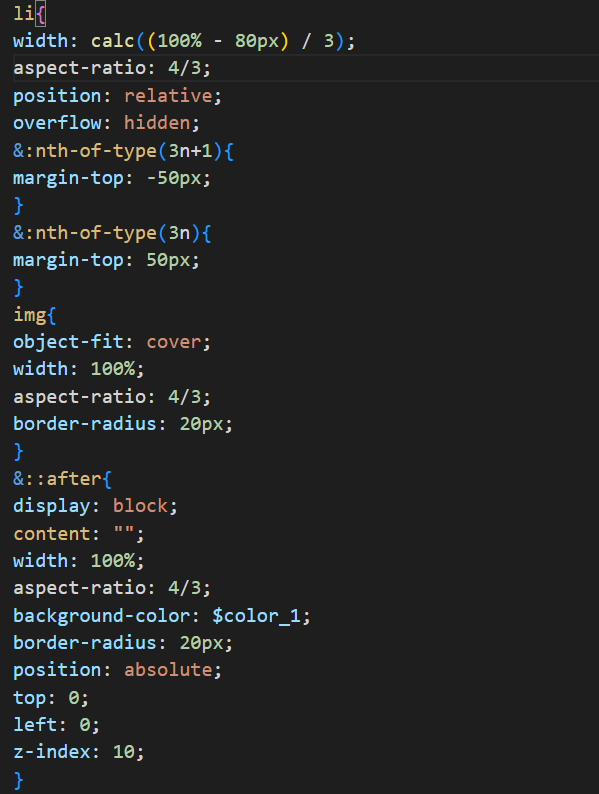 li{
width: calc((100% - 80px) / 3);
aspect-ratio: 4/3;
position: relative;
overflow: hidden;
&:nth-of-type(3n+1){
margin-top: -50px;
}
&:nth-of-type(3n){
margin-top: 50px;
}
img{
object-fit: cover;
width: 100%;
aspect-ratio: 4/3;
border-radius: 20px;
}
&::after{
display: block;
content: "";
width: 100%;
aspect-ratio: 4/3;
background-color: $color_1;
border-radius: 20px;
position: absolute;
top: 0;
left: 0;
z-index: 10;
}